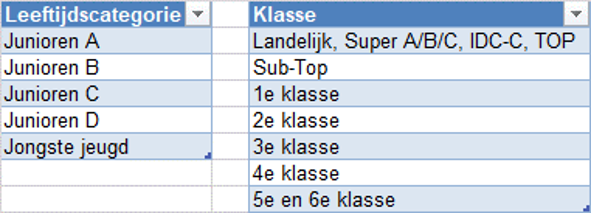 Leeftijdscategorie
Junioren A
Junioren B
Junioren C
Junioren D
Jongste jeugd
Klasse
Landelijk, Super A/B/C, IDC-C, TOP
Sub-Top
1e klasse
2e klasse
3e klasse
4e klasse
5e en 6e klasse